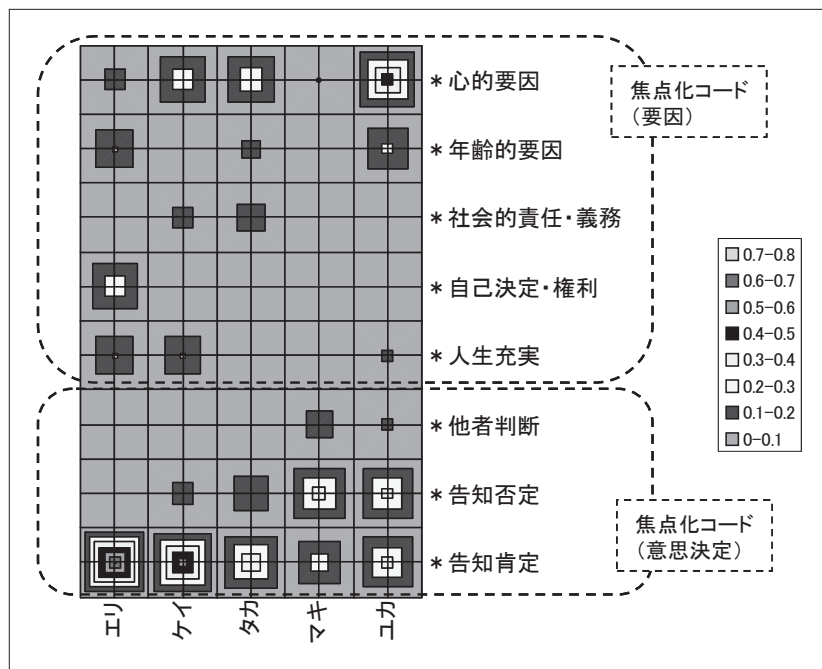 *心的要因
*年齢的要因
*社会的責任・義務
*自己決定・権利
*人生充実
*他者判断
*告知否定
*告知肯定
焦点化コード
(要因)
焦点化コード
(意思決定)
0.7-0.8
0.6-0.7
0.5-0.6
0.4-0.5
0.3-0.4
0.2-0.3
0.1-0.2
0-0.1
エリ
ケイ
タカ
マキ
ユカ